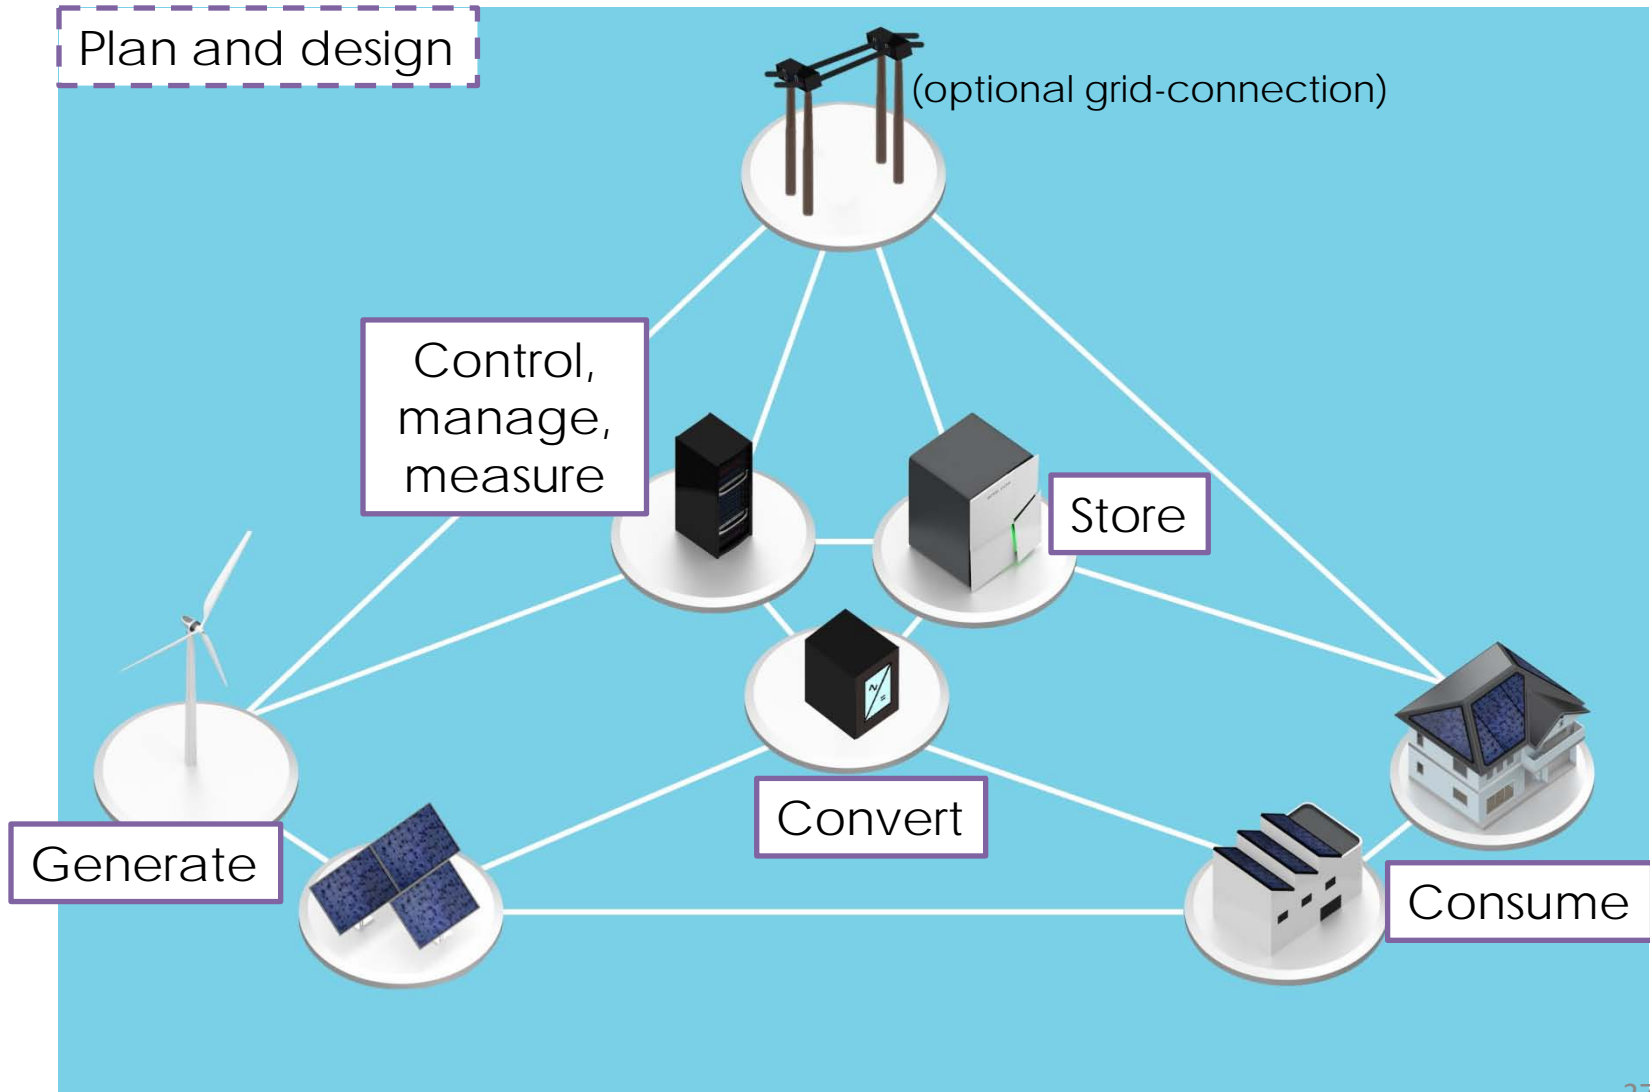 Plan and design
(optional grid-connection)
Control,
manage,
measure
Store
Convert
Generate
Consume